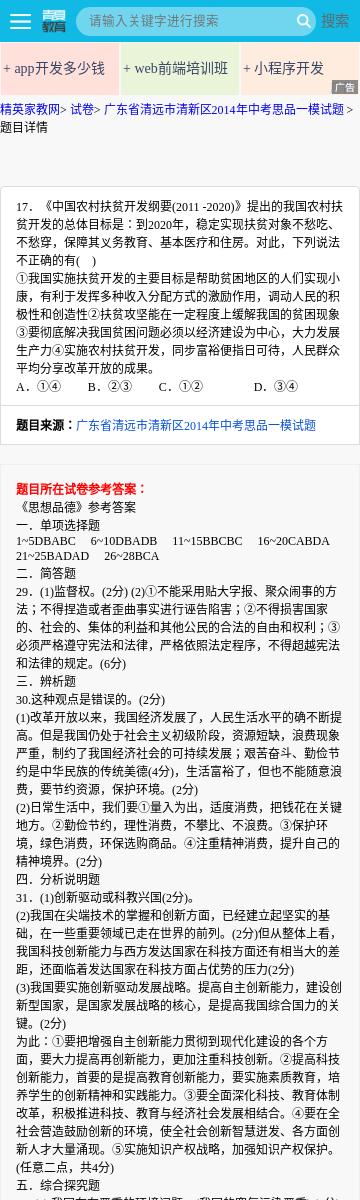 青夏教育
请输入关键字进行搜索
搜索
+ app开发多少钱
+ web前端培训班
+ 小程序开发
广告
精英家教网> 试卷> 广东省清远市清新区2014年中考思品一模试题 >
题目详情
17．《中国农村扶贫开发纲要(2011 -2020)》提出的我国农村扶
贫开发的总体目标是：到2020年，稳定实现扶贫对象不愁吃、
不愁穿，保障其义务教育、基本医疗和住房。对此，下列说法
不正确的有( )
①我国实施扶贫开发的主要目标是帮助贫困地区的人们实现小
康，有利于发挥多种收入分配方式的激励作用，调动人民的积
极性和创造性②扶贫攻坚能在一定程度上缓解我国的贫困现象
③要彻底解决我国贫困问题必须以经济建设为中心，大力发展
生产力④实施农村扶贫开发，同步富裕便指日可待，人民群众
平均分享改革开放的成果。
A．①④ B．②③ C．①② D．③④
题目来源：广东省清远市清新区2014年中考思品一模试题
题目所在试卷参考答案：
《思想品德》参考答案
一．单项选择题
1~5DBABC 6~10DBADB 11~15BBCBC 16~20CABDA
21~25BADAD 26~28BCA
二．简答题
29．(1)监督权。(2分) (2)①不能采用贴大字报、聚众闹事的方
法；不得捏造或者歪曲事实进行诬告陷害；②不得损害国家
的、社会的、集体的利益和其他公民的合法的自由和权利；③
必须严格遵守宪法和法律，严格依照法定程序，不得超越宪法
和法律的规定。(6分)
三．辨析题
30.这种观点是错误的。(2分)
(1)改革开放以来，我国经济发展了，人民生活水平的确不断提
高。但是我国仍处于社会主义初级阶段，资源短缺，浪费现象
严重，制约了我国经济社会的可持续发展；艰苦奋斗、勤俭节
约是中华民族的传统美德(4分)，生活富裕了，但也不能随意浪
费，要节约资源，保护环境。(2分)
(2)日常生活中，我们要①量入为出，适度消费，把钱花在关键
地方。②勤俭节约，理性消费，不攀比、不浪费。③保护环
境，绿色消费，环保选购商品。④注重精神消费，提升自己的
精神境界。(2分)
四．分析说明题
31．(1)创新驱动或科教兴国(2分)。
(2)我国在尖端技术的掌握和创新方面，已经建立起坚实的基
础，在一些重要领域已走在世界的前列。(2分)但从整体上看，
我国科技创新能力与西方发达国家在科技方面还有相当大的差
距，还面临着发达国家在科技方面占优势的压力(2分)
(3)我国要实施创新驱动发展战略。提高自主创新能力，建设创
新型国家，是国家发展战略的核心，是提高我国综合国力的关
键。(2分)
为此：①要把增强自主创新能力贯彻到现代化建设的各个方
面，要大力提高再创新能力，更加注重科技创新。②提高科技
创新能力，首要的是提高教育创新能力，要实施素质教育，培
养学生的创新精神和实践能力。③要全面深化科技、教育体制
改革，积极推进科技、教育与经济社会发展相结合。④要在全
社会营造鼓励创新的环境，使全社会创新智慧迸发、各方面创
新人才大量涌现。⑤实施知识产权战略，加强知识产权保护。
(任意二点，共4分)
五．综合探究题